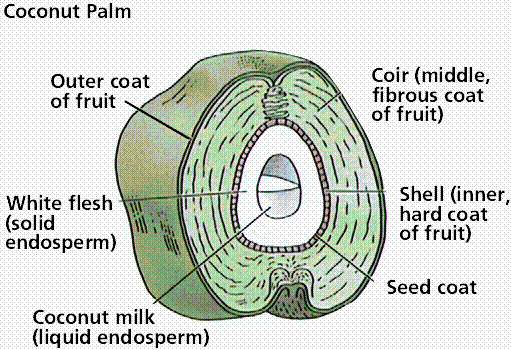 Coconut Palm
Outer coat
of fruit
Coir (middle,
fibrous coat
of fruit)
White flesh
(solid
endosperm)
Shell (inner,
hard coat
of fruit)
Seed coat
Coconut milk
(liquid endosperm)